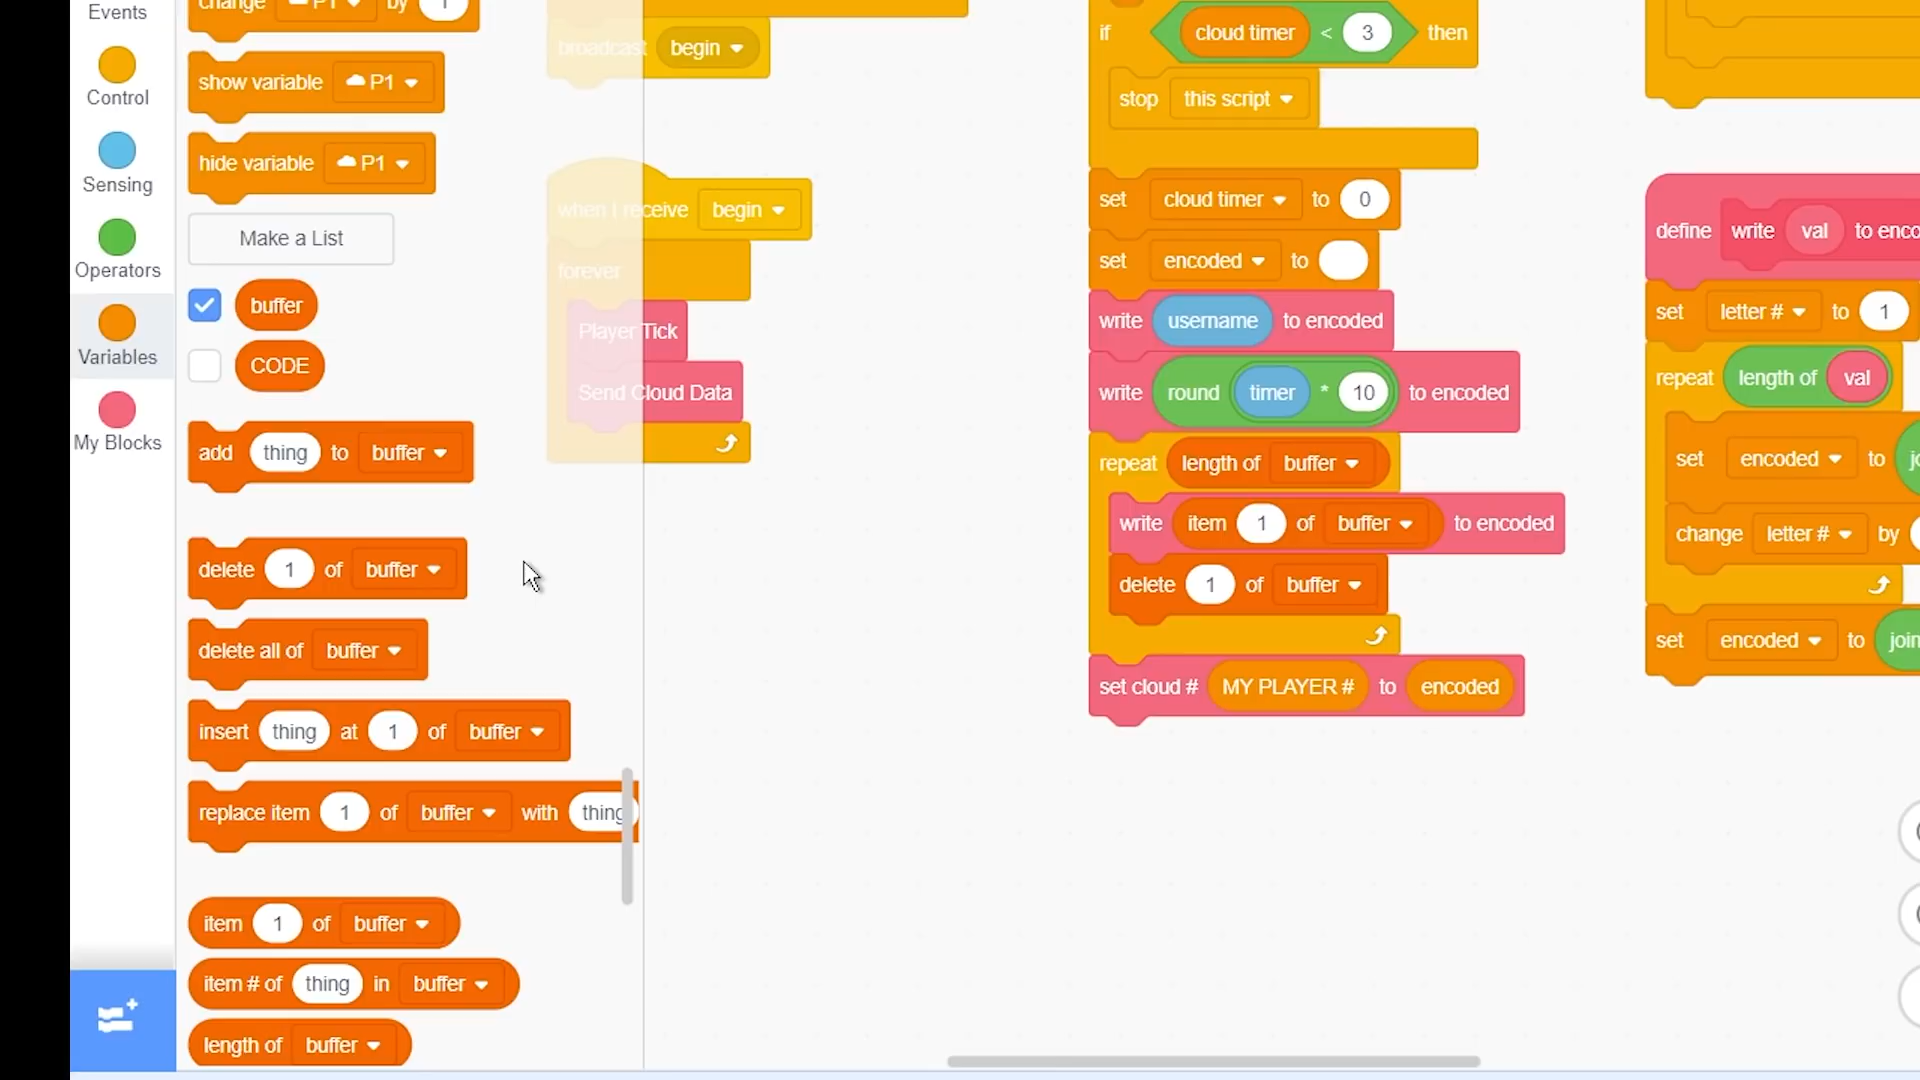 Events
Control
Sensing
Operators
Variables
My Blocks
change P1 by 1
show variable P1
hide variable P1
Make a List
buffer
CODE
add thing to buffer
delete 1 of buffer
delete all of buffer
insert thing at 1 of buffer
replace item 1 of buffer with thing
item 1 of buffer
item # of thing in buffer
length of buffer
broadcast begin
when I receive begin
forever
Player Tick
Send Cloud Data
if cloud timer < 3 then
stop this script
set cloud timer to 0
set encoded to
write username to encoded
write round timer * 10 to encoded
repeat length of buffer
write item 1 of buffer to encoded
delete 1 of buffer
set cloud # MY PLAYER # to encoded
define write val to enco
set letter # to 1
repeat length of val
set encoded to jo
change letter # by
set encoded to join